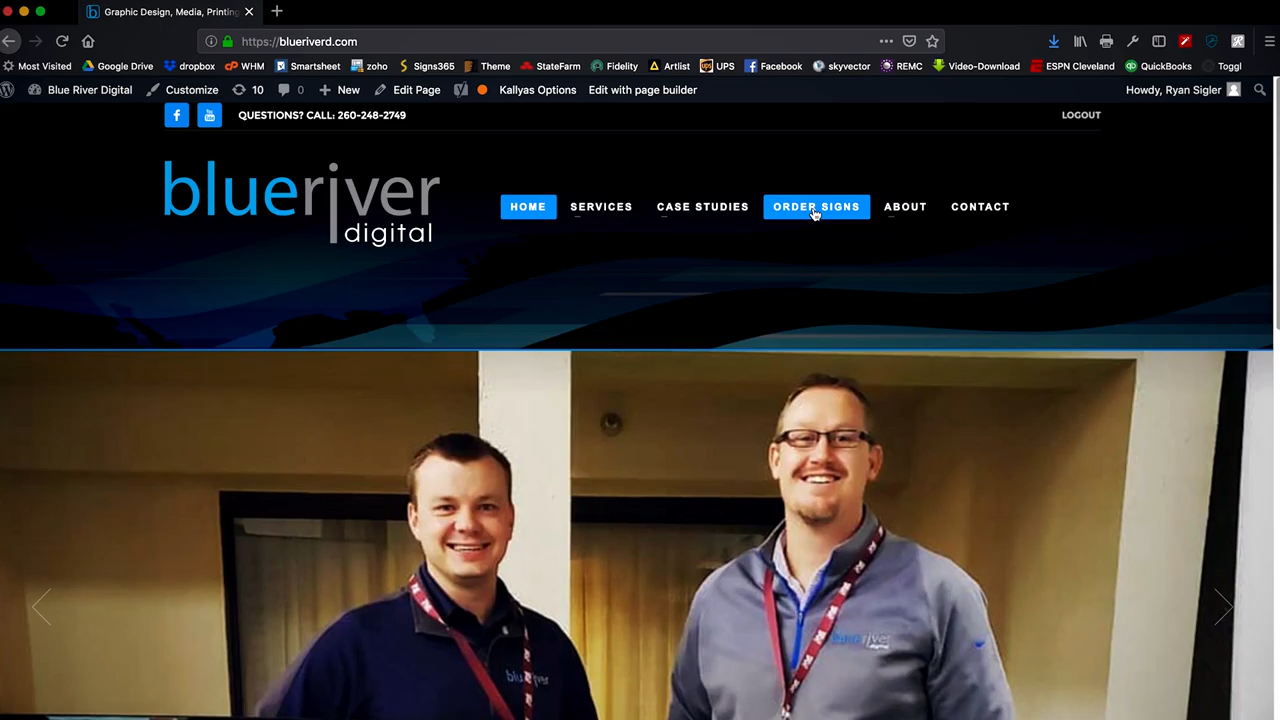 Graphic Design, Media, Printing
https://blueriverd.com
Most Visited Google Drive dropbox WHM Smartsheet zoho Signs365 Theme StateFarm Fidelity Artlist UPS Facebook skyvector REMC Video-Download ESPN Cleveland QuickBooks Toggl
Blue River Digital Customize 10 0 New Edit Page Kallyas Options Edit with page builder Howdy, Ryan Sigler
QUESTIONS? CALL: 260-248-2749 LOGOUT
blueriver
digital
HOME SERVICES CASE STUDIES ORDER SIGNS ABOUT CONTACT
blueriver
digital